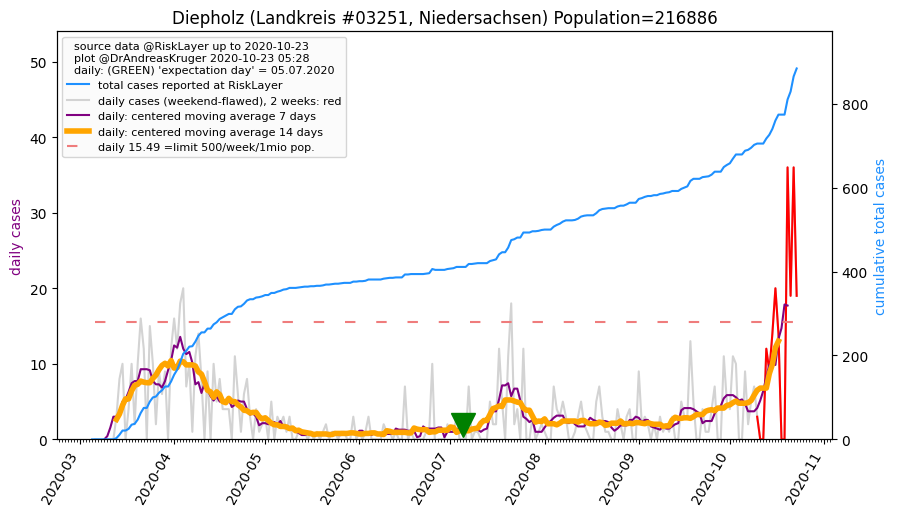 Diepholz (Landkreis #03251, Niedersachsen) Population=216886
source data @RiskLayer up to 2020-10-23
plot @DrAndreasKruger 2020-10-23 05:28
daily: (GREEN) 'expectation day' = 05.07.2020
total cases reported at RiskLayer
daily cases (weekend-flawed), 2 weeks: red
daily: centered moving average 7 days
daily: centered moving average 14 days
daily 15.49 =limit 500/week/1mio pop.
daily cases
50
40
30
20
10
0
cumulative total cases
800
600
400
200
0
2020-03
2020-04
2020-05
2020-06
2020-07
2020-08
2020-09
2020-10
2020-11